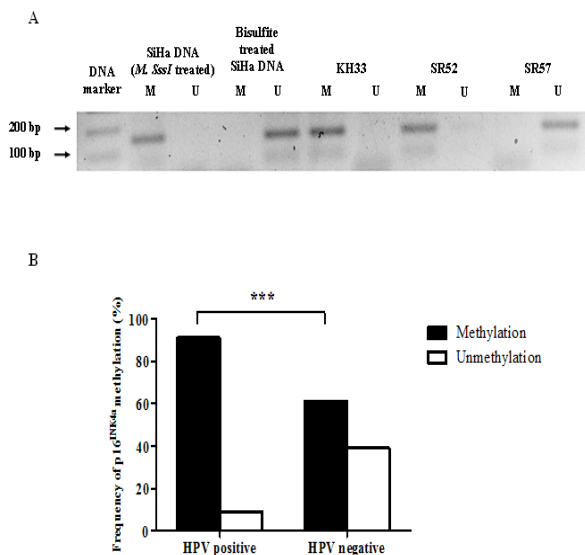 A
DNA marker
SiHa DNA
(M. SssI treated)
Bisulfite treated SiHa DNA
KH33
SR52
SR57
M U M U M U M U M U
200 bp
100 bp
B
***
Frequency of p16INK4a methylation (%)
100
80
60
40
20
0
HPV positive
HPV negative
Methylation
Unmethylation